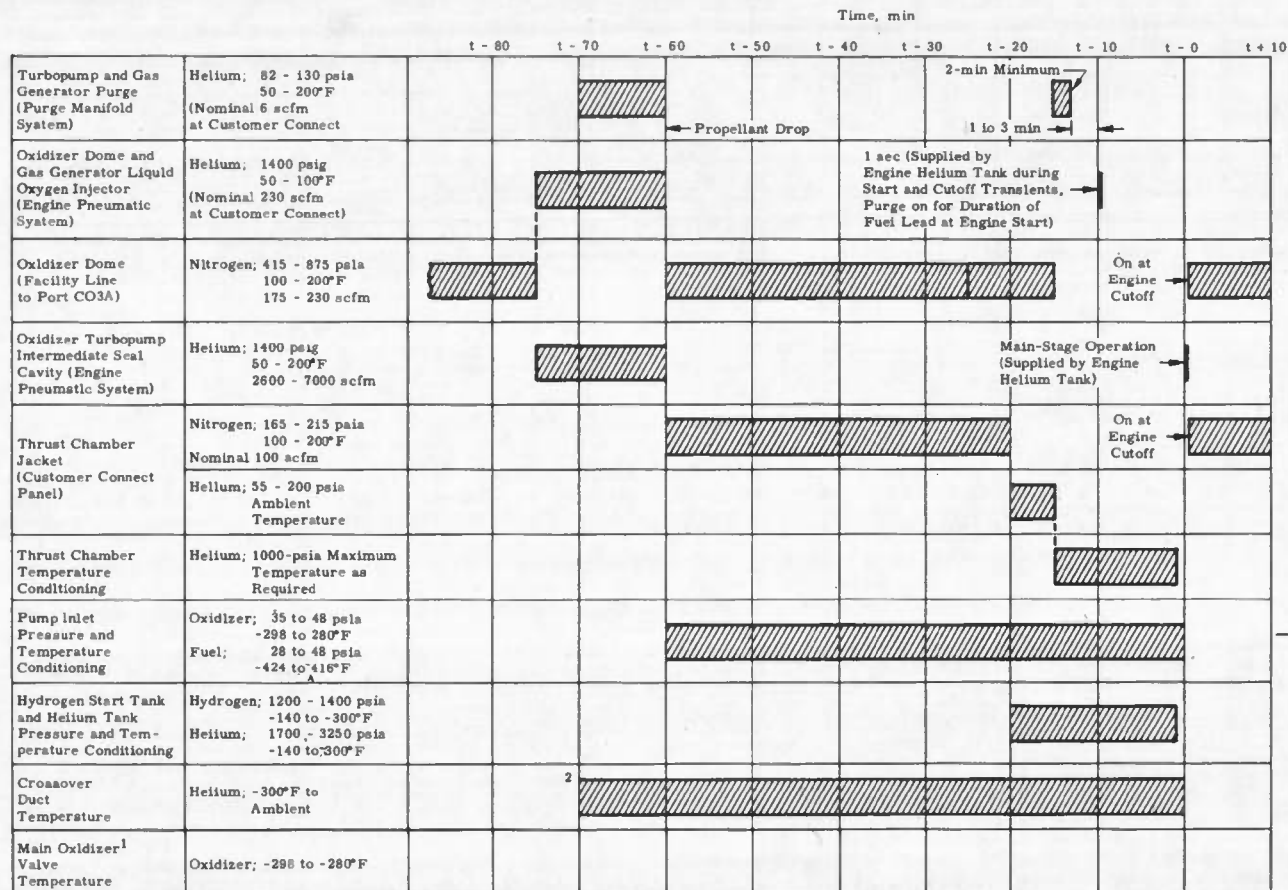 Time, min
t - 80 t - 70 t - 60 t - 50 t - 40 t - 30 t - 20 t - 10 t - 0 t + 10
Turbopump and Gas
Generator Purge
(Purge Manifold
System)
Helium; 82 - 130 psia
50 - 200°F
(Nominal 6 scfm
at Customer Connect
2-min Minimum
1 to 3 min
Propellant Drop
Oxidizer Dome and
Gas Generator Liquid
Oxygen Injector
(Engine Pneumatic
System)
Helium; 1400 psig
50 - 100°F
(Nominal 230 scfm
at Customer Connect)
1 sec (Supplied by
Engine Helium Tank during
Start and Cutoff Transients,
Purge on for Duration of
Fuel Lead at Engine Start)
Oxidizer Dome
(Facility Line
to Port CO3A)
Nitrogen; 415 - 875 psia
100 - 200°F
175 - 230 scfm
On at
Engine
Cutoff
Oxidizer Turbopump
Intermediate Seal
Cavity (Engine
Pneumatic System)
Helium; 1400 psig
50 - 200°F
2600 - 7000 scfm
Main-Stage Operation
(Supplied by Engine
Helium Tank)
Thrust Chamber
Jacket
(Customer Connect
Panel)
Nitrogen; 165 - 215 psia
100 - 200°F
Nominal 100 scfm
On at
Engine
Cutoff
Helium; 55 - 200 psia
Ambient
Temperature
Thrust Chamber
Temperature
Conditioning
Helium; 1000-psia Maximum
Temperature as
Required
Pump Inlet
Pressure and
Temperature
Conditioning
Oxidizer; 35 to 48 psia
-298 to 280°F
Fuel; 28 to 48 psia
-424 to -416°F
Hydrogen Start Tank
and Helium Tank
Pressure and Tem-
perature Conditioning
Hydrogen; 1200 - 1400 psia
-140 to -300°F
Helium; 1700 - 3250 psia
-140 to -300°F
Crossover
Duct
Temperature
Helium; -300°F to
Ambient
2
Main Oxidizer1
Valve
Temperature
Oxidizer; -298 to -280°F